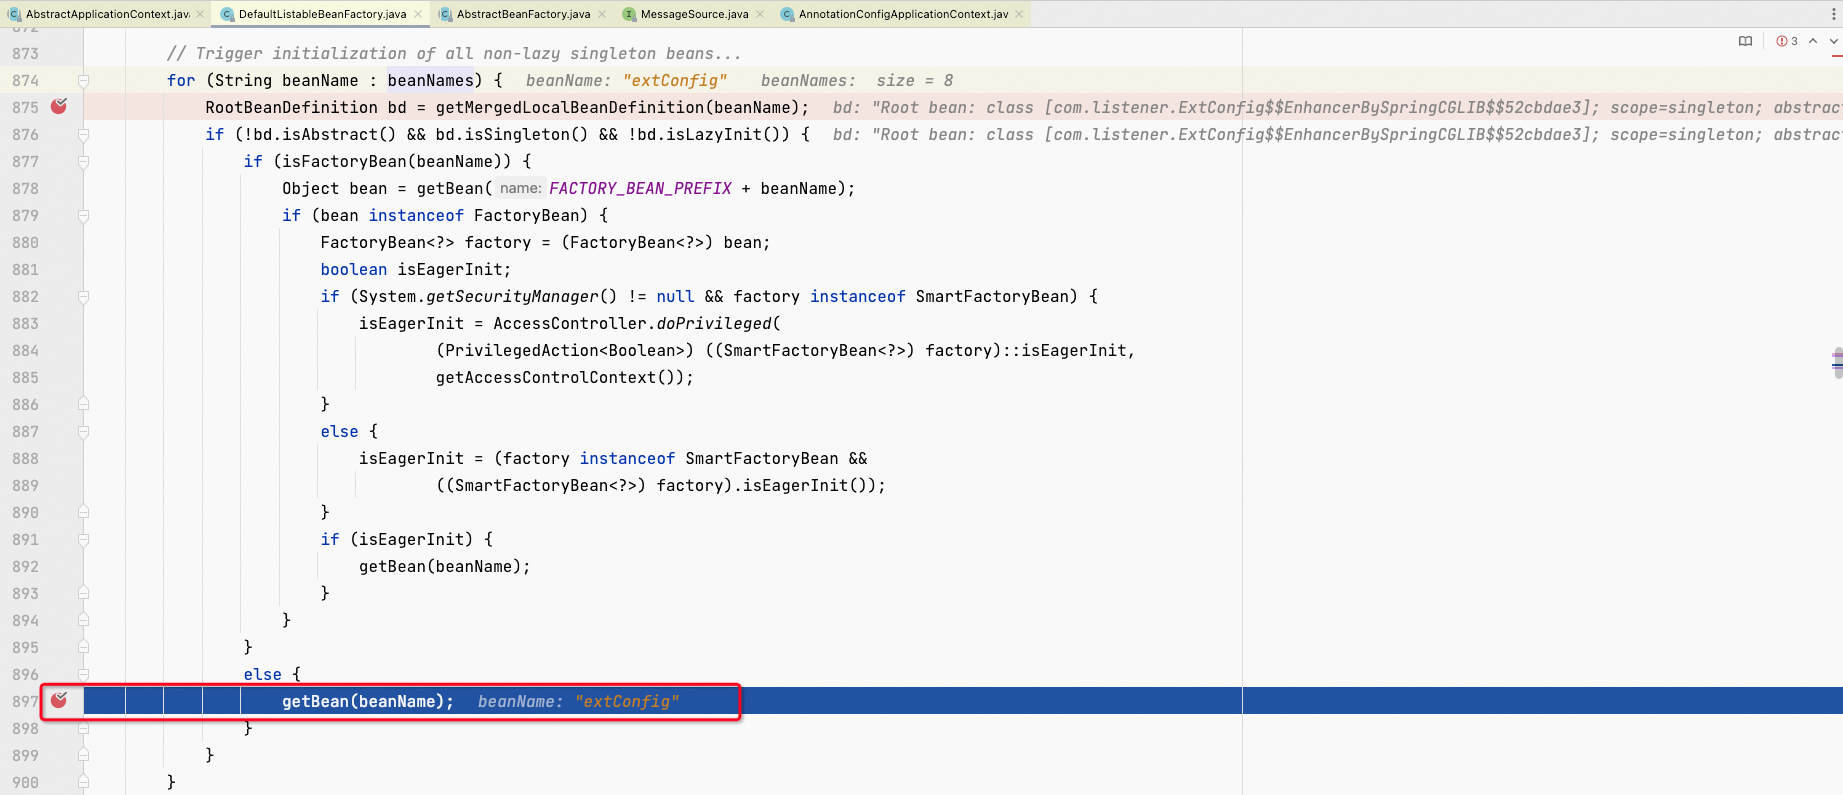 AbstractApplicationContext.java DefaultListableBeanFactory.java AbstractBeanFactory.java MessageSource.java AnnotationConfigApplicationContext.jav
872
873 // Trigger initialization of all non-lazy singleton beans... 3
874 for (String beanName : beanNames) { beanName: "extConfig" beanNames: size = 8
875 RootBeanDefinition bd = getMergedLocalBeanDefinition(beanName); bd: "Root bean: class [com.listener.ExtConfig$$EnhancerBySpringCGLIB$$52cbdae3]; scope=singleton; abstrac
876 if (!bd.isAbstract() && bd.isSingleton() && !bd.isLazyInit()) { bd: "Root bean: class [com.listener.ExtConfig$$EnhancerBySpringCGLIB$$52cbdae3]; scope=singleton; abstrac
877 if (isFactoryBean(beanName)) {
878 Object bean = getBean( name: FACTORY_BEAN_PREFIX + beanName);
879 if (bean instanceof FactoryBean) {
880 FactoryBean<?> factory = (FactoryBean<?>) bean;
881 boolean isEagerInit;
882 if (System.getSecurityManager() != null && factory instanceof SmartFactoryBean) {
883 isEagerInit = AccessController.doPrivileged(
884 (PrivilegedAction<Boolean>) ((SmartFactoryBean<?>) factory)::isEagerInit,
885 getAccessControlContext());
886 }
887 else {
888 isEagerInit = (factory instanceof SmartFactoryBean &&
889 ((SmartFactoryBean<?>) factory).isEagerInit());
890 }
891 if (isEagerInit) {
892 getBean(beanName);
893 }
894 }
895 }
896 else {
897 getBean(beanName); beanName: "extConfig"
898 }
899 }
900 }